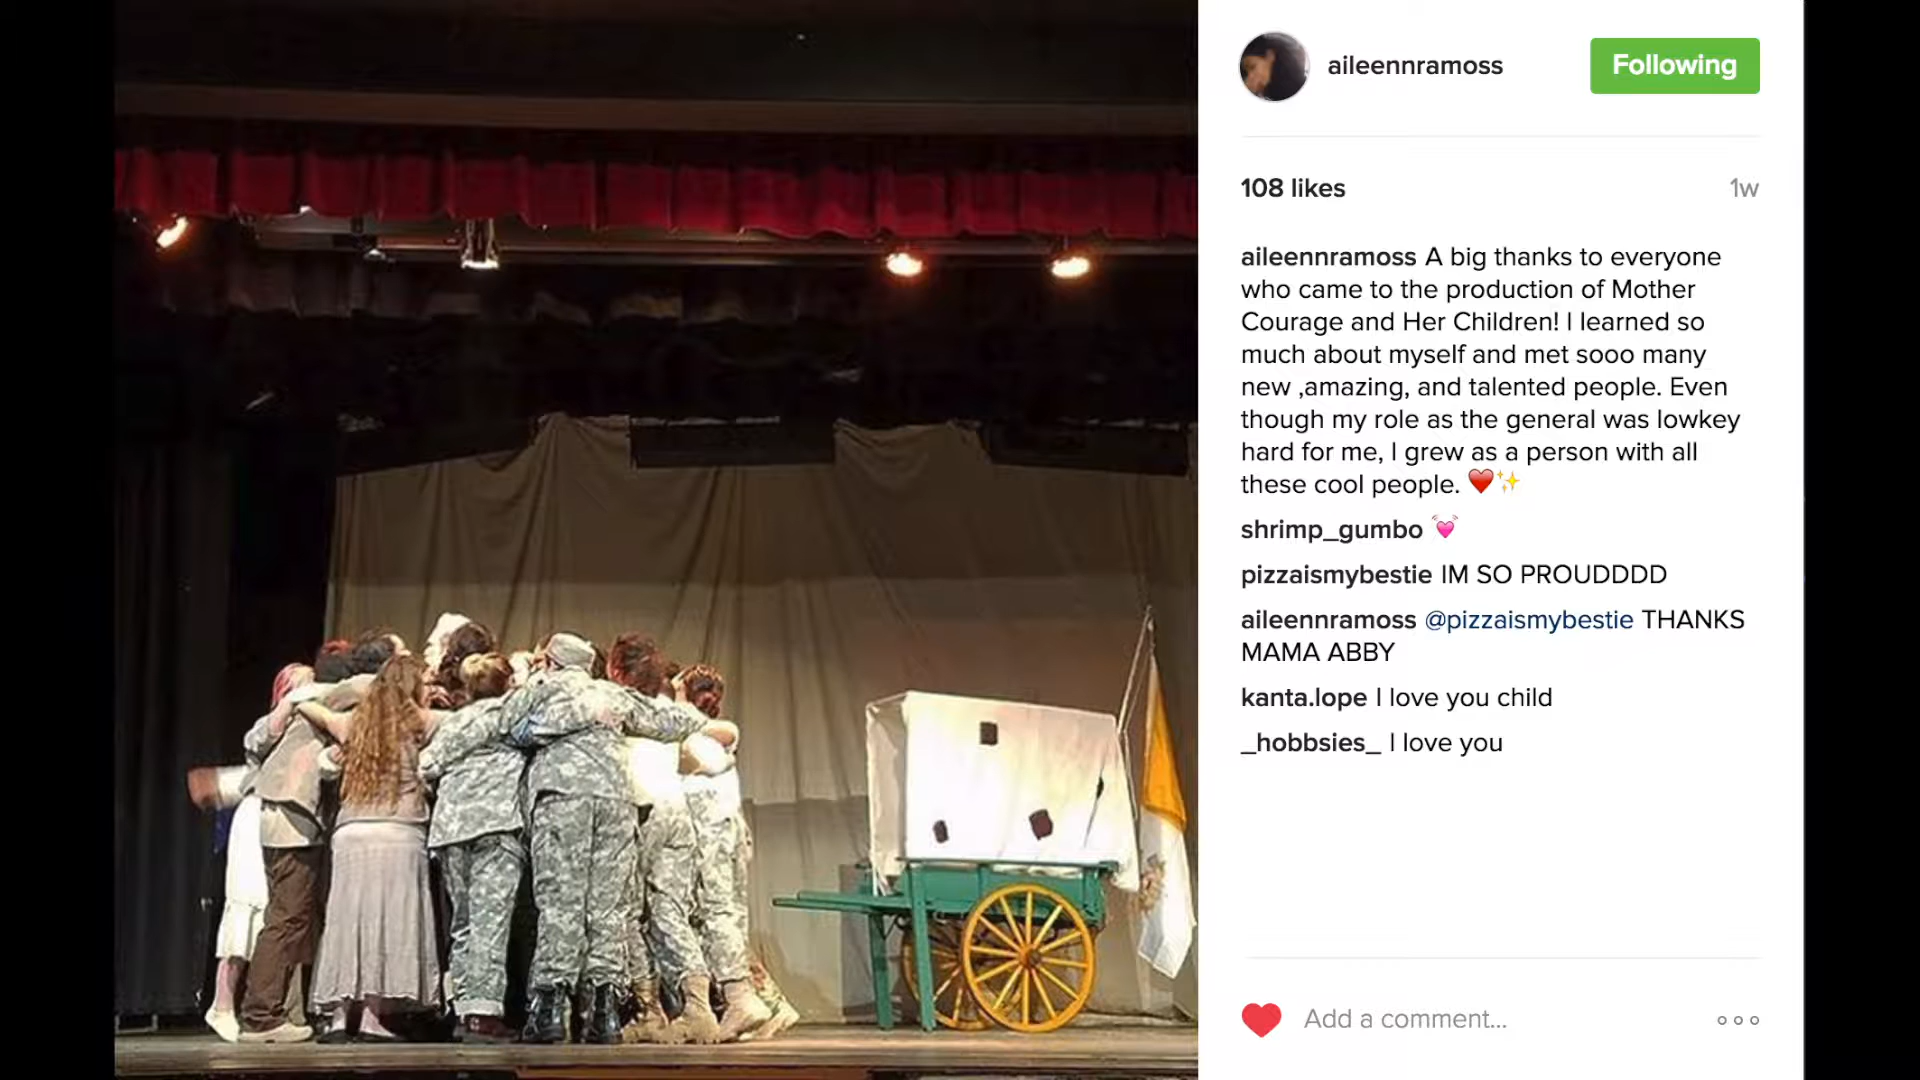 aileennramoss
Following
108 likes
1w
aileennramoss A big thanks to everyone
who came to the production of Mother
Courage and Her Children! I learned so
much about myself and met sooo many
new ,amazing, and talented people. Even
though my role as the general was lowkey
hard for me, I grew as a person with all
these cool people. ❤️✨
shrimp_gumbo 💓
pizzaismybestie IM SO PROUDDDD
aileennramoss @pizzaismybestie THANKS
MAMA ABBY
kanta.lope I love you child
_hobbsies_ I love you
Add a comment...